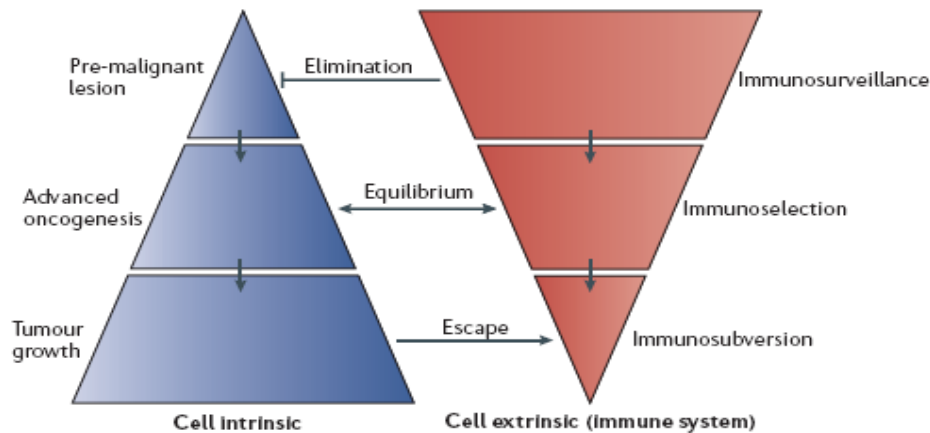 Pre-malignant
lesion
Elimination
Immunosurveillance
Advanced
oncogenesis
Equilibrium
Immunoselection
Tumour
growth
Escape
Immunosubversion
Cell intrinsic
Cell extrinsic (immune system)